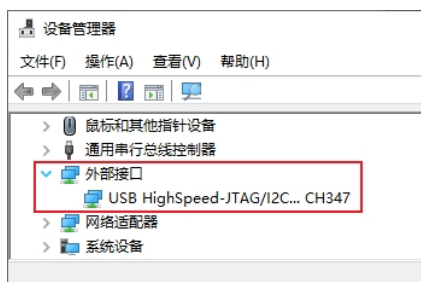 设备管理器
文件(F) 操作(A) 查看(V) 帮助(H)
鼠标和其他指针设备
通用串行总线控制器
外部接口
USB HighSpeed-JTAG/I2C... CH347
网络适配器
系统设备